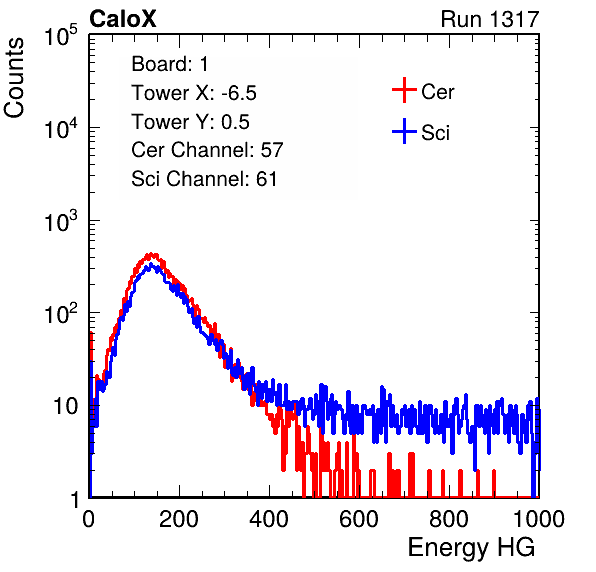 CaloX Run 1317
Counts
Board: 1
Tower X: -6.5
Tower Y: 0.5
Cer Channel: 57
Sci Channel: 61
Cer
Sci
10^5
10^4
10^3
10^2
10
1
0 200 400 600 800 1000
Energy HG